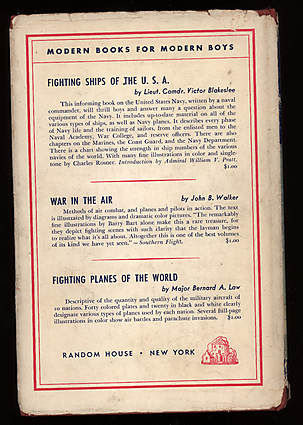 MODERN BOOKS FOR MODERN BOYS
FIGHTING SHIPS OF THE U. S. A.
by Lieut. Comdr. Victor Blakeslee
This informing book on the United States Navy, written by a naval
commander, will thrill boys and answer many a question about the
equipment of the Navy. It includes up-to-date material on all of the
various types of ships, as well as Navy planes. It describes every phase
of Navy life and the training of sailors, from the enlisted men to the
Naval Academy, War College, and reserve officers. There are also
chapters on the Marines, the Coast Guard, and the Navy Department.
There is a chart showing the strength in ship numbers of the various
navies of the world. With many fine illustrations in color and single-
tone by Charles Rosner. Introduction by Admiral William V. Pratt.
$1.00
WAR IN THE AIR
by John B. Walker
Methods of air combat, and planes and pilots in action. The text
is illustrated by diagrams and dramatic color pictures. "The remarkably
fine illustrations by Barry Bart alone make this a rare treasure, for
they depict fighting scenes with such clarity that the layman begins
to realize what it's all about. Altogether this is one of the best volumes
of its kind we have yet seen." – Southern Flight.
$1.00
FIGHTING PLANES OF THE WORLD
by Major Bernard A. Law
Descriptive of the quantity and quality of the military aircraft of
10 nations. Forty colored plates and twenty in black and white clearly
designate various types of planes used by each nation. Several full-page
illustrations in color show air battles and parachute invasions.
$1.00
RANDOM HOUSE • NEW YORK